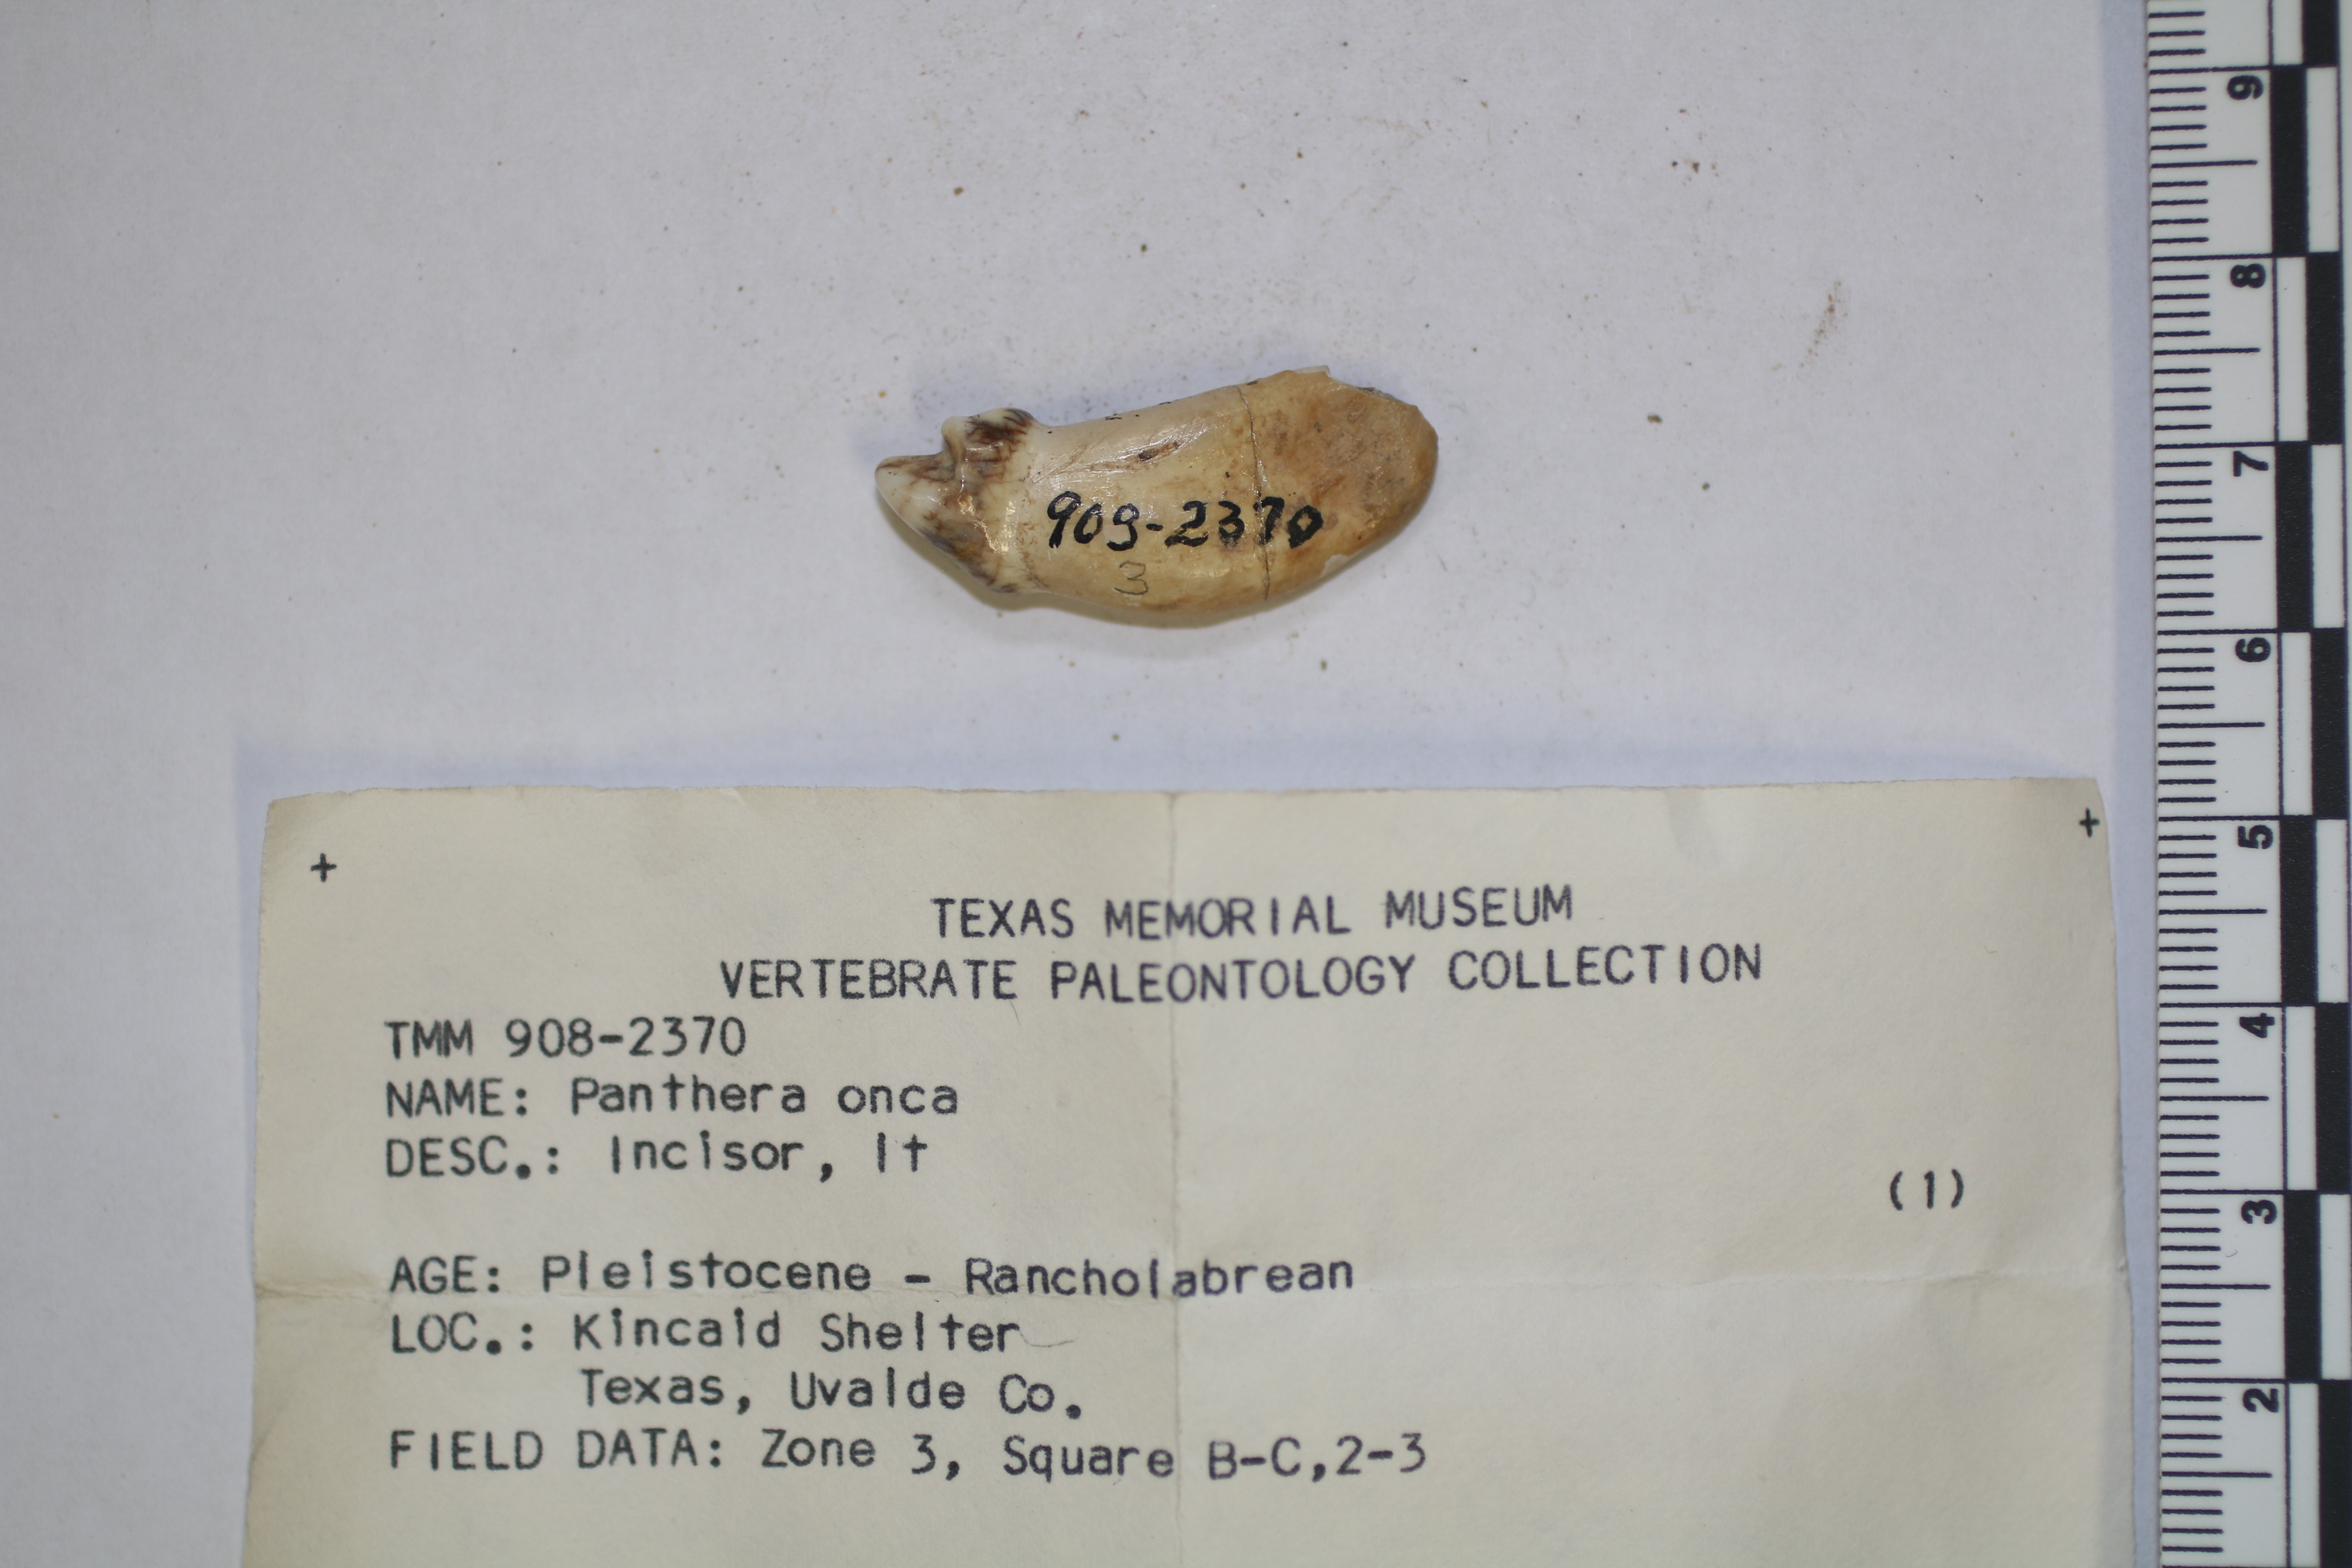 908-2370
3
+ +
TEXAS MEMORIAL MUSEUM
VERTEBRATE PALEONTOLOGY COLLECTION
TMM 908-2370
NAME: Panthera onca
DESC.: Incisor, lt
(1)
AGE: Pleistocene - Rancholabrean
LOC.: Kincaid Shelter
Texas, Uvalde Co.
FIELD DATA: Zone 3, Square B-C,2-3
9
8
7
6
5
4
3
2